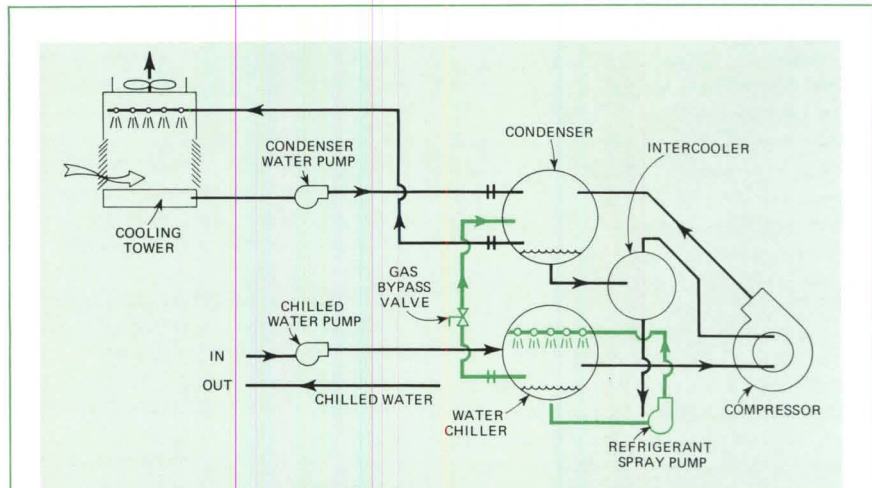 CONDENSER
INTERCOOLER
CONDENSER
WATER PUMP
COOLING
TOWER
GAS
BYPASS
VALVE
CHILLED
WATER PUMP
IN
OUT
CHILLED WATER
WATER
CHILLER
COMPRESSOR
REFRIGERANT
SPRAY PUMP